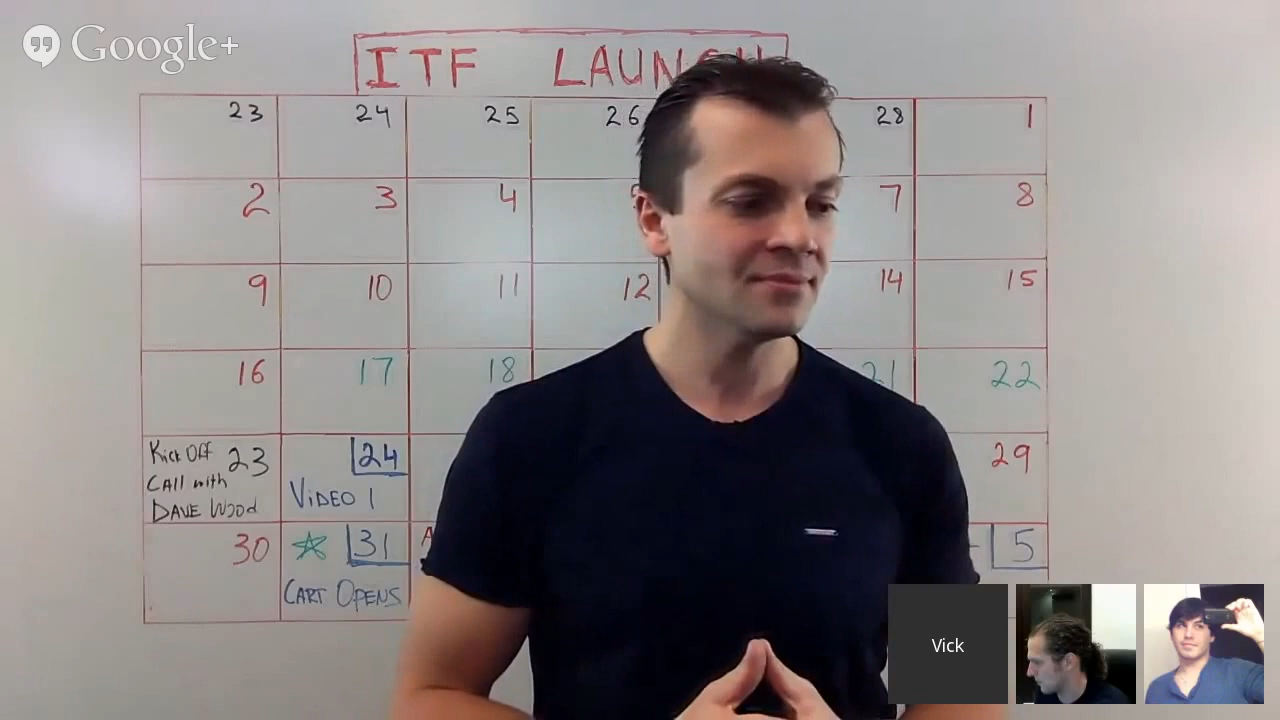 Google+
ITF LAUNCH
23 24 25 26 28 1
2 3 4 7 8
9 10 11 12 14 15
16 17 18 21 22
Kick Off 23 24 29
Call with VIDEO 1
DAVE Wood
30 31 5
CART OPENS
Vick